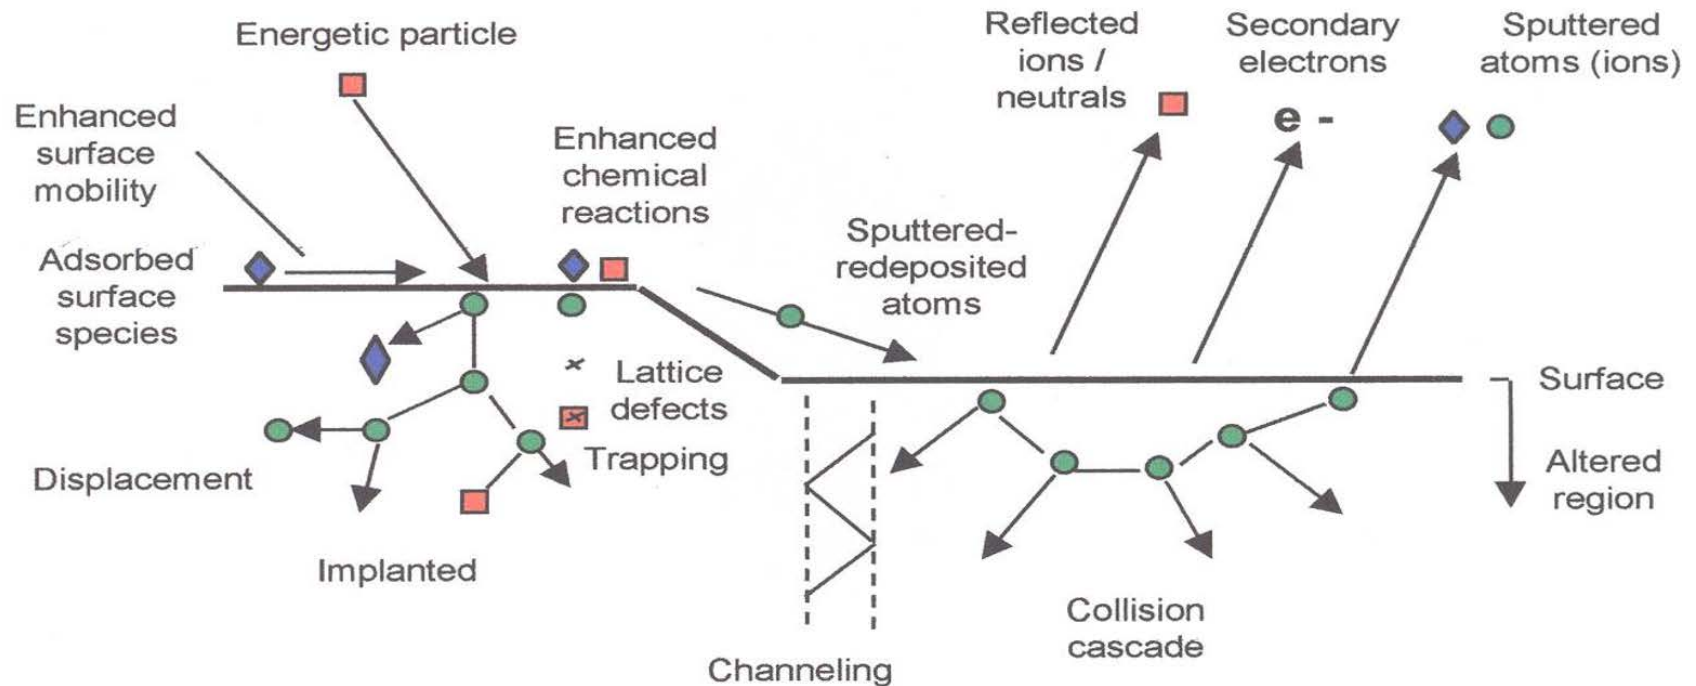 Energetic particle
Enhanced
surface
mobility
Adsorbed
surface
species
Enhanced
chemical
reactions
Sputtered-
redeposited
atoms
Reflected
ions /
neutrals
Secondary
electrons
e -
Sputtered
atoms (ions)
Lattice
defects
Trapping
Displacement
Implanted
Channeling
Collision
cascade
Surface
Altered
region